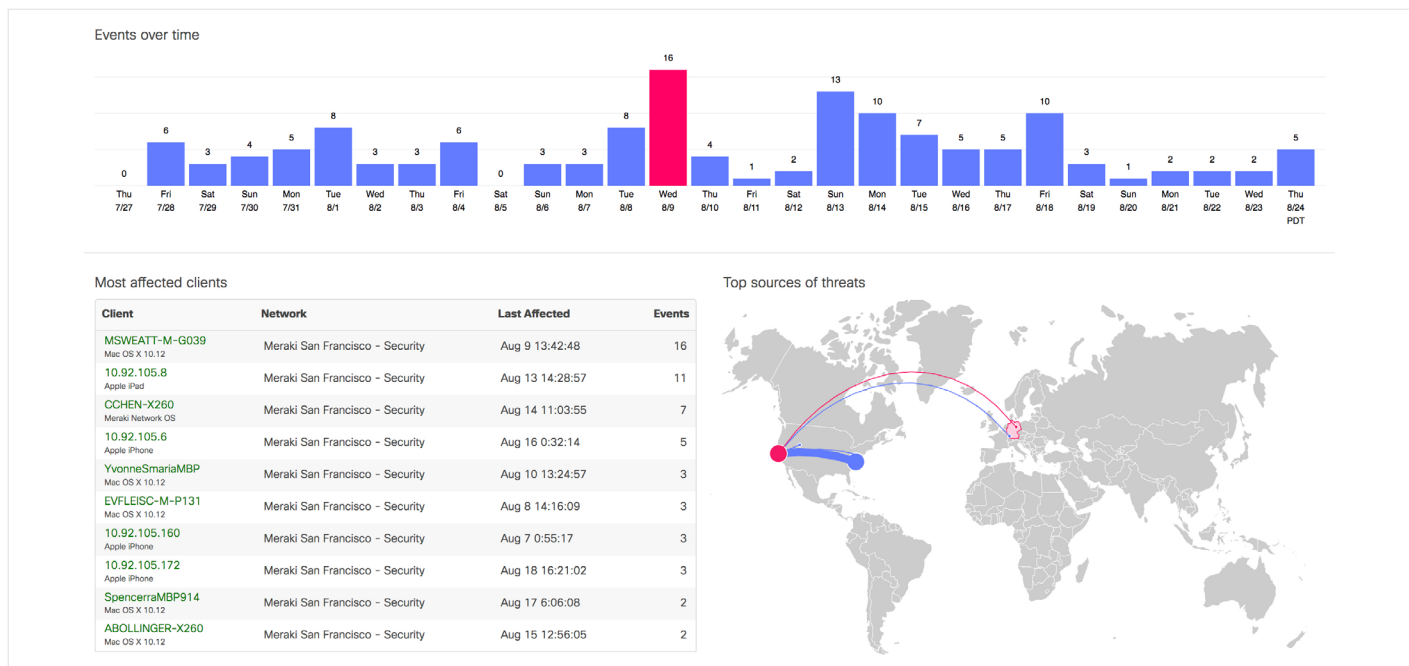 Events over time
0 6 3 4 5 8 3 3 6 0 3 3 8 16 4 1 2 13 10 7 5 5 10 3 1 2 2 2 5
Thu Fri Sat Sun Mon Tue Wed Thu Fri Sat Sun Mon Tue Wed Thu Fri Sat Sun Mon Tue Wed Thu Fri Sat Sun Mon Tue Wed Thu
7/27 7/28 7/29 7/30 7/31 8/1 8/2 8/3 8/4 8/5 8/6 8/7 8/8 8/9 8/10 8/11 8/12 8/13 8/14 8/15 8/16 8/17 8/18 8/19 8/20 8/21 8/22 8/23 8/24
PDT
Most affected clients
Client Network Last Affected Events
MSWEATT-M-G039 Meraki San Francisco - Security Aug 9 13:42:48 16
Mac OS X 10.12
10.92.105.8 Meraki San Francisco - Security Aug 13 14:28:57 11
Apple iPad
CCHEN-X260 Meraki San Francisco - Security Aug 14 11:03:55 7
Meraki Network OS
10.92.105.6 Meraki San Francisco - Security Aug 16 0:32:14 5
Apple iPhone
YvonneSmariaMBP Meraki San Francisco - Security Aug 10 13:24:57 3
Mac OS X 10.12
EVFLEISC-M-P131 Meraki San Francisco - Security Aug 8 14:16:09 3
Mac OS X 10.12
10.92.105.160 Meraki San Francisco - Security Aug 7 0:55:17 3
Apple iPhone
10.92.105.172 Meraki San Francisco - Security Aug 18 16:21:02 3
Apple iPhone
SpencerraMBP914 Meraki San Francisco - Security Aug 17 6:06:08 2
Mac OS X 10.12
ABOLLINGER-X260 Meraki San Francisco - Security Aug 15 12:56:05 2
Mac OS X 10.12
Top sources of threats